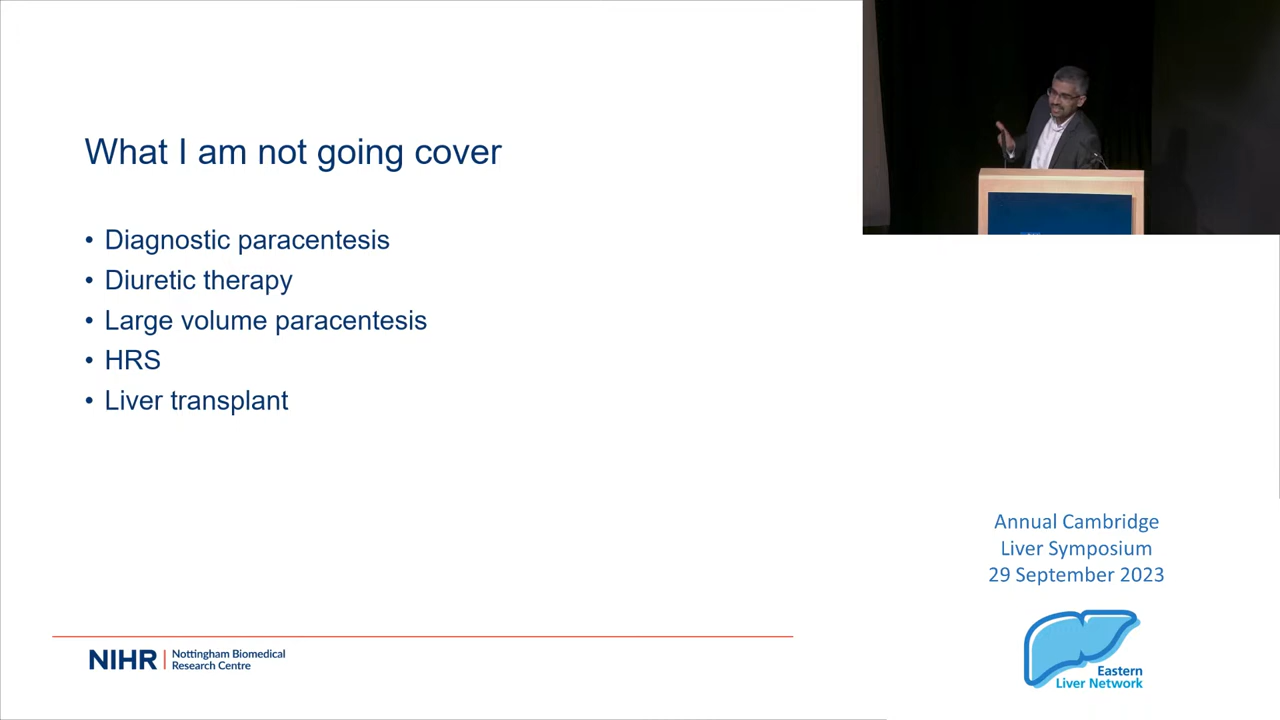 What I am not going cover
• Diagnostic paracentesis
• Diuretic therapy
• Large volume paracentesis
• HRS
• Liver transplant
NIHR | Nottingham Biomedical
Research Centre
Annual Cambridge
Liver Symposium
29 September 2023
Eastern
Liver Network